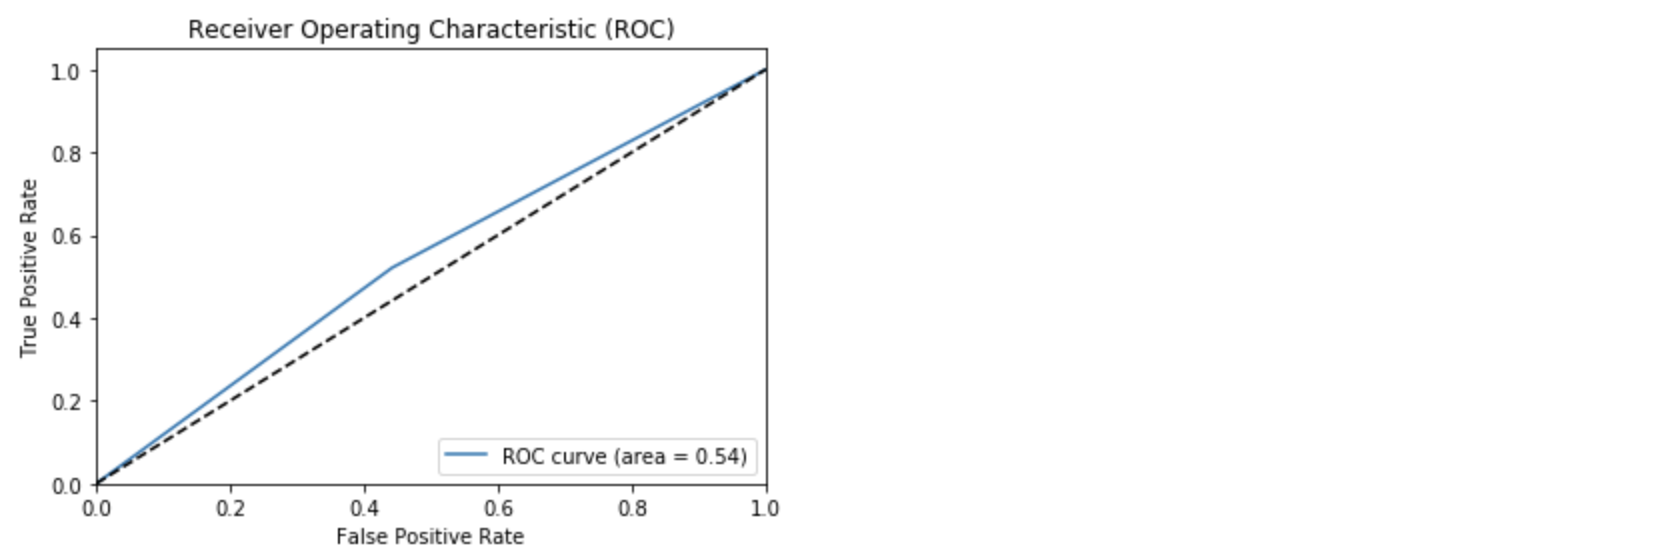 Receiver Operating Characteristic (ROC)
1.0
0.8
0.6
0.4
0.2
0.0
True Positive Rate
ROC curve (area = 0.54)
0.0 0.2 0.4 0.6 0.8 1.0
False Positive Rate